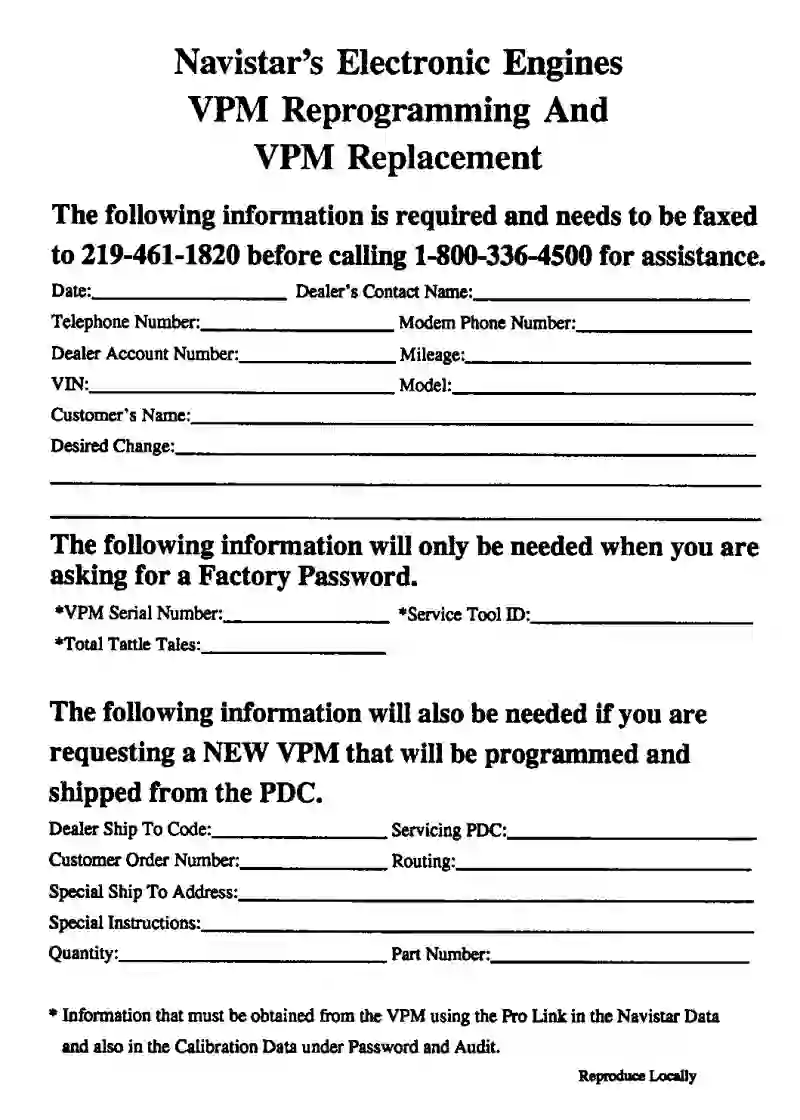 Navistar's Electronic Engines
VPM Reprogramming And
VPM Replacement
The following information is required and needs to be faxed
to 219-461-1820 before calling 1-800-336-4500 for assistance.
Date: Dealer's Contact Name:
Telephone Number: Modem Phone Number:
Dealer Account Number: Mileage:
VIN: Model:
Customer's Name:
Desired Change:
The following information will only be needed when you are
asking for a Factory Password.
*VPM Serial Number: *Service Tool ID:
*Total Tattle Tales:
The following information will also be needed if you are
requesting a NEW VPM that will be programmed and
shipped from the PDC.
Dealer Ship To Code: Servicing PDC:
Customer Order Number: Routing:
Special Ship To Address:
Special Instructions:
Quantity: Part Number:
* Information that must be obtained from the VPM using the Pro Link in the Navistar Data
and also in the Calibration Data under Password and Audit.
Reproduce Locally